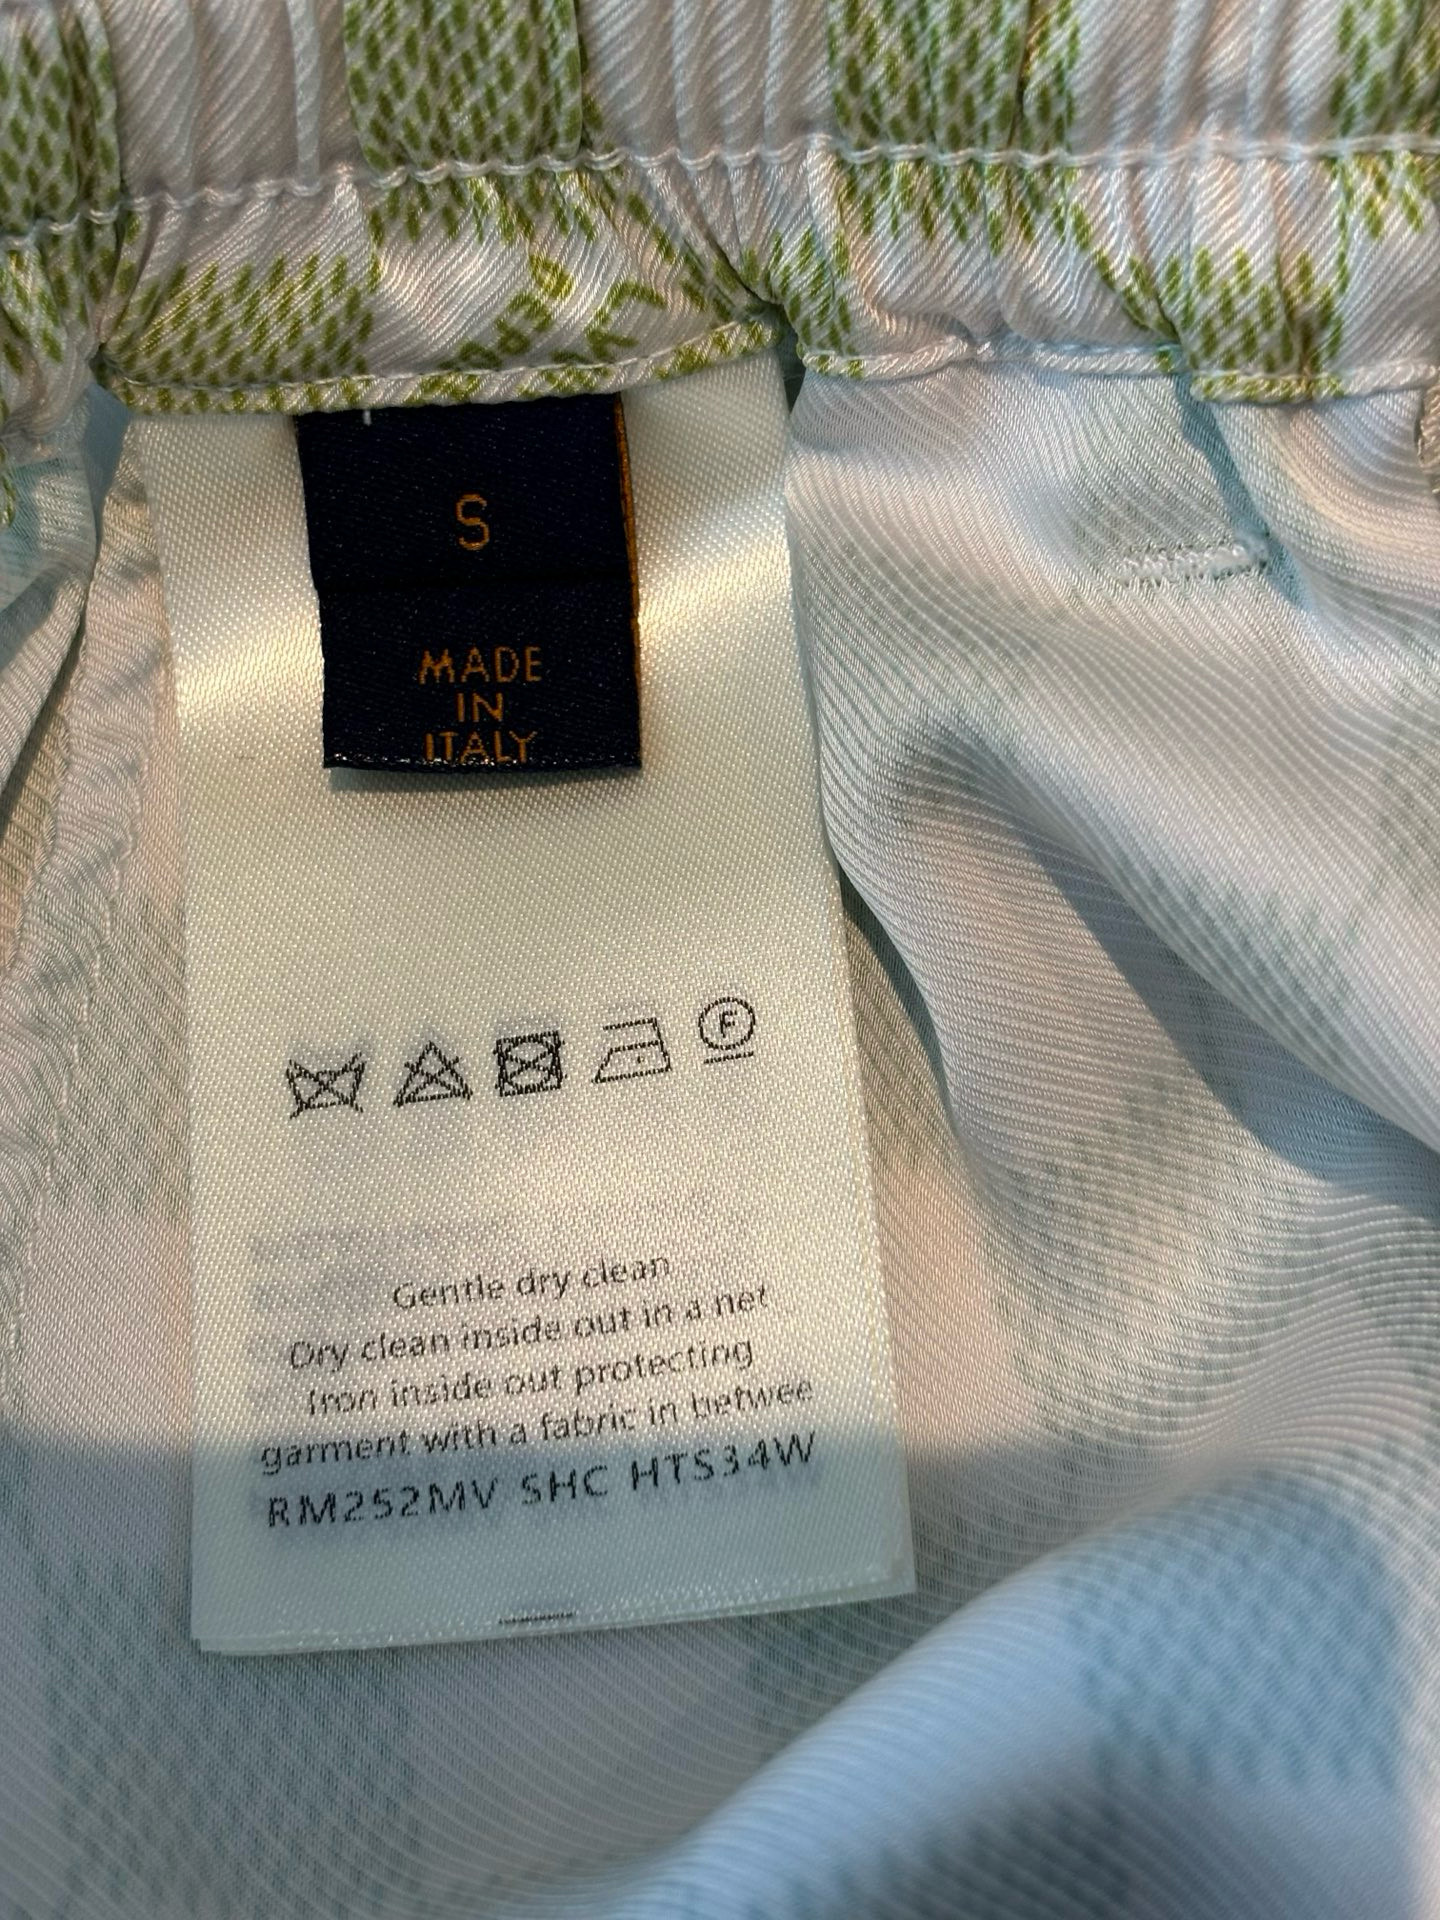 S
MADE
IN
ITALY
F
Gentle dry clean
Dry clean inside out in a net
Iron inside out protecting
garment with a fabric in betwee
RM252MV SHC HTS34W